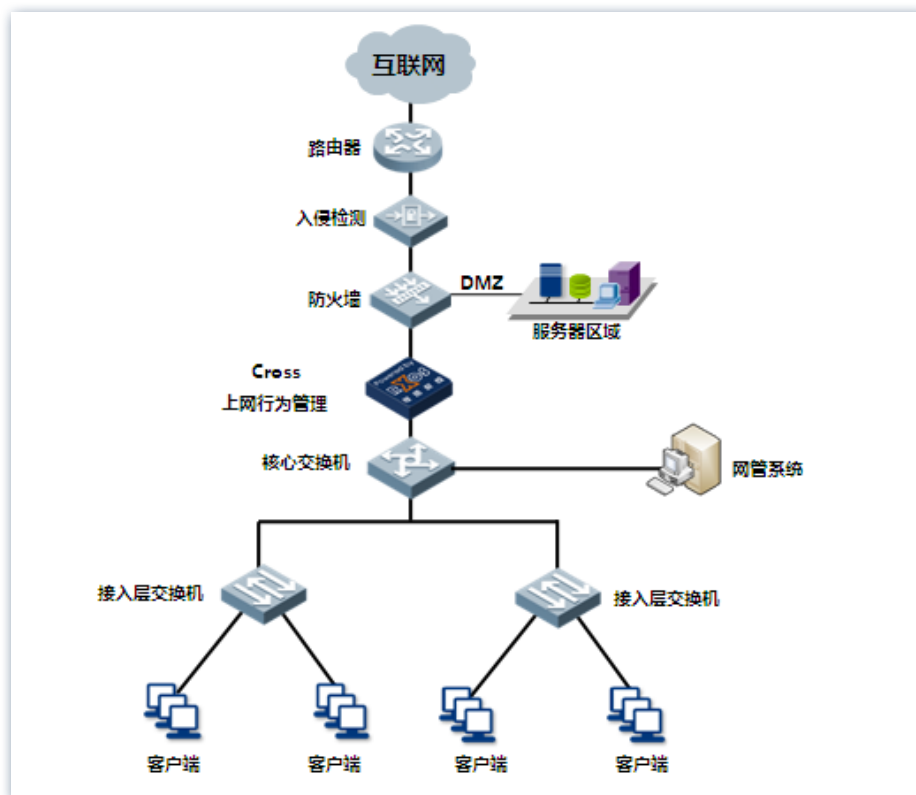 互联网
路由器
入侵检测
防火墙
DMZ
服务器区域
Powered by
Cross
上网行为管理
核心交换机
网管系统
接入层交换机
接入层交换机
客户端
客户端
客户端
客户端